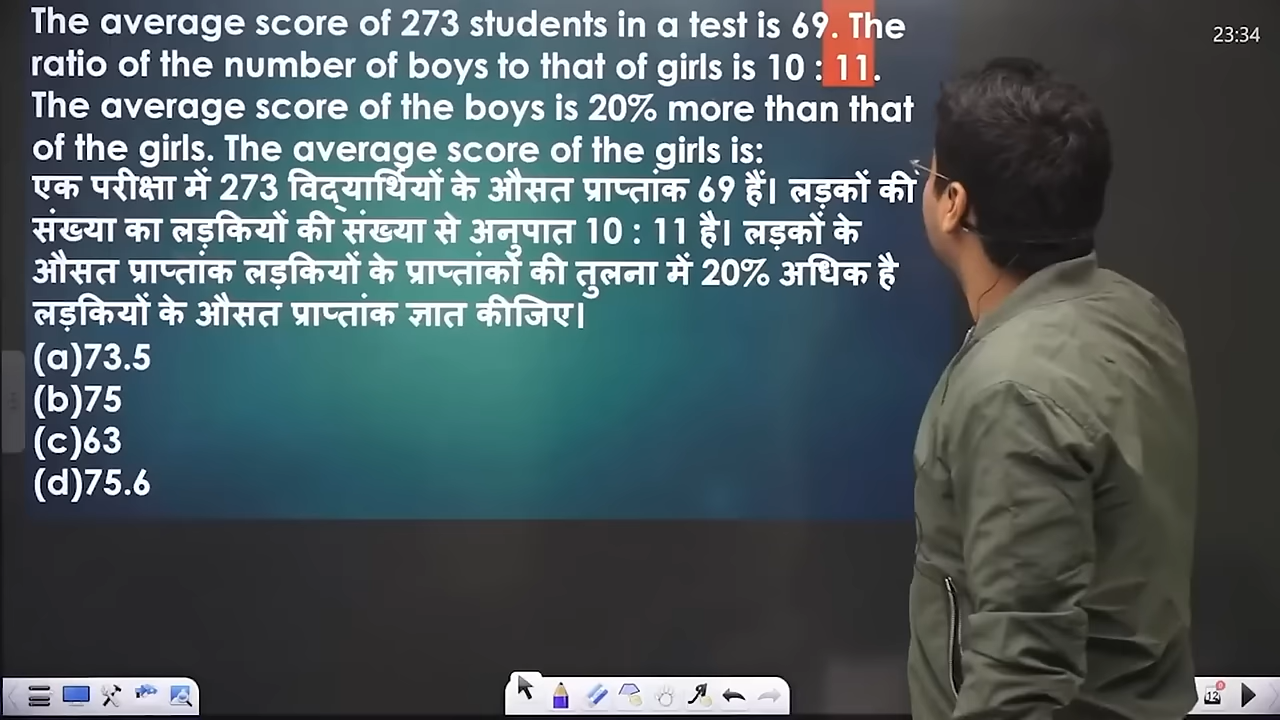 The average score of 273 students in a test is 69. The
ratio of the number of boys to that of girls is 10 : 11.
The average score of the boys is 20% more than that
of the girls. The average score of the girls is:
एक परीक्षा में 273 विद्यार्थियों के औसत प्राप्तांक 69 हैं। लड़कों की
संख्या का लड़कियों की संख्या से अनुपात 10 : 11 है। लड़कों के
औसत प्राप्तांक लड़कियों के प्राप्तांकों की तुलना में 20% अधिक है
लड़कियों के औसत प्राप्तांक ज्ञात कीजिए।
(a)73.5
(b)75
(c)63
(d)75.6
23:34
12